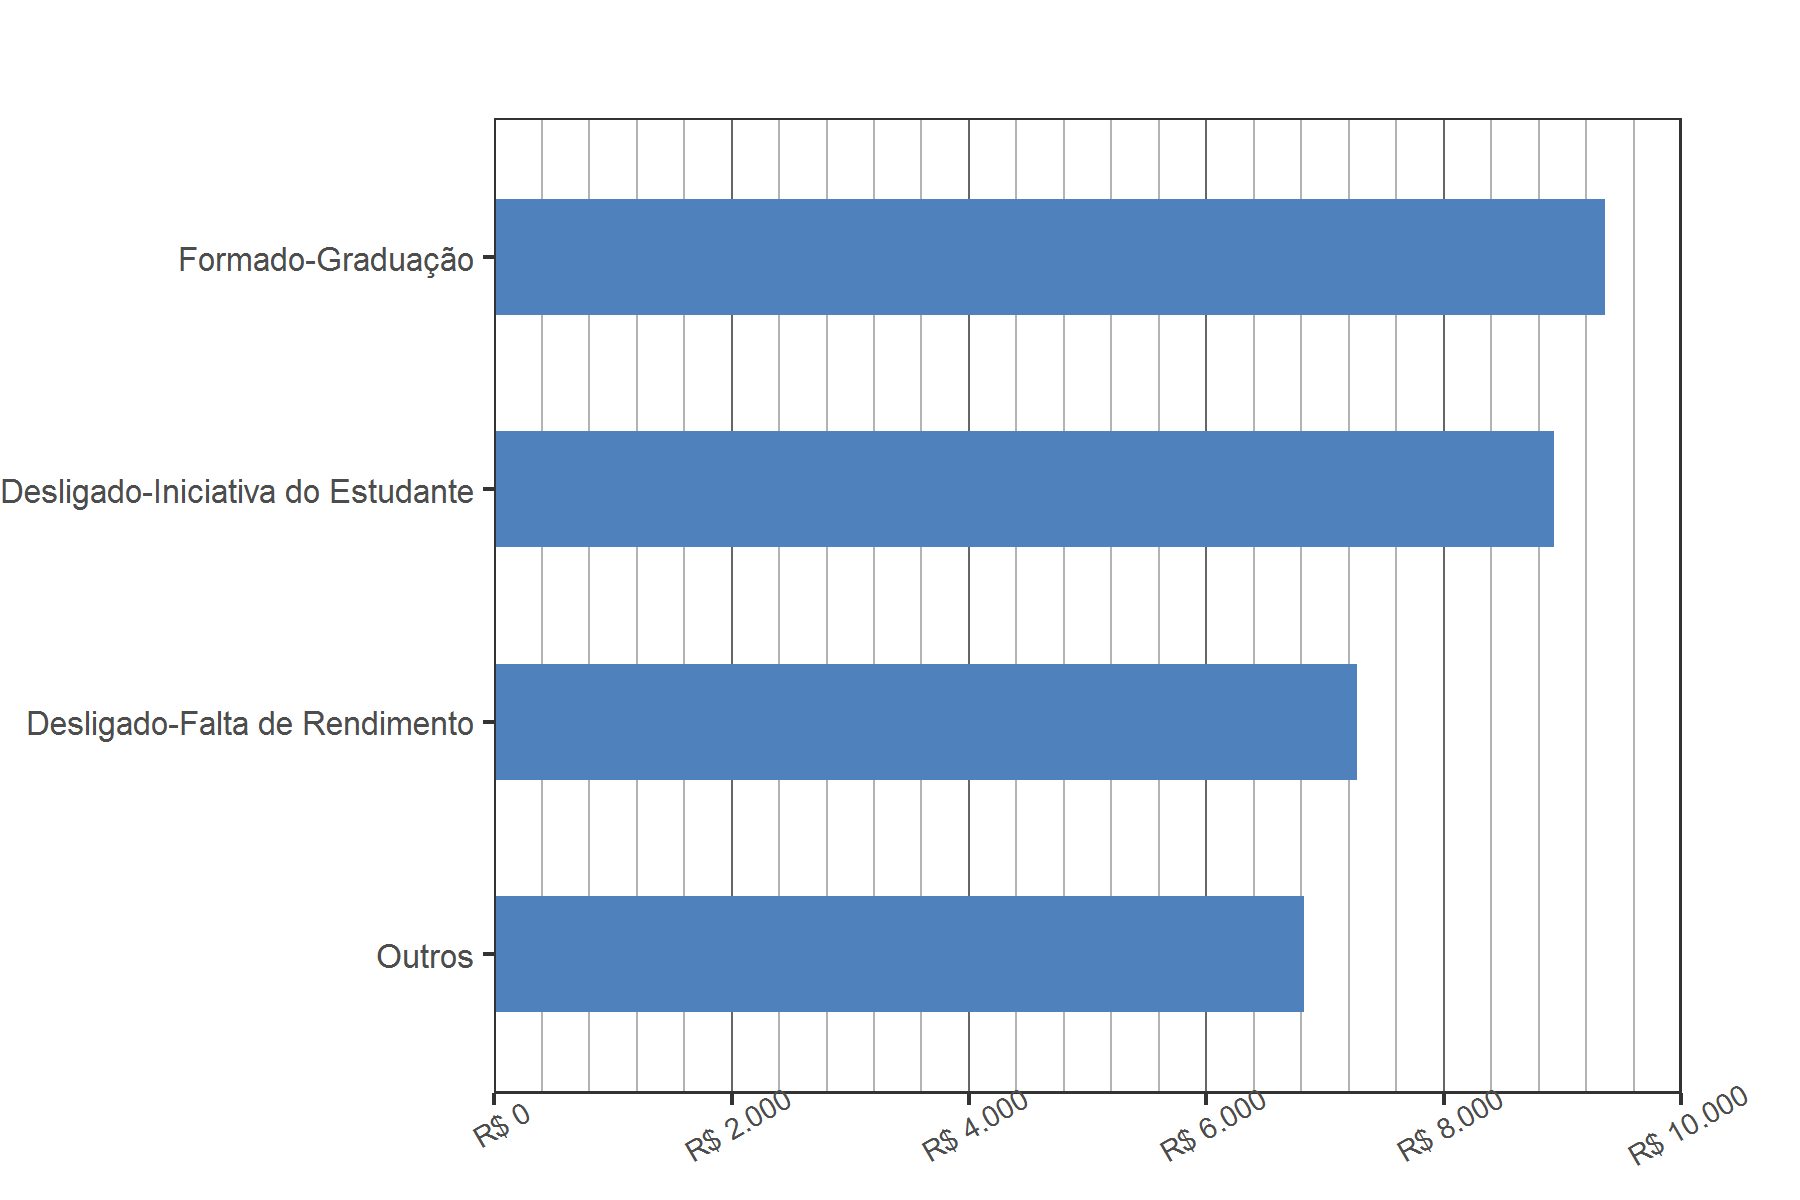 Formado-Graduação
Desligado-Iniciativa do Estudante
Desligado-Falta de Rendimento
Outros
R$ 0
R$ 2.000
R$ 4.000
R$ 6.000
R$ 8.000
R$ 10.000